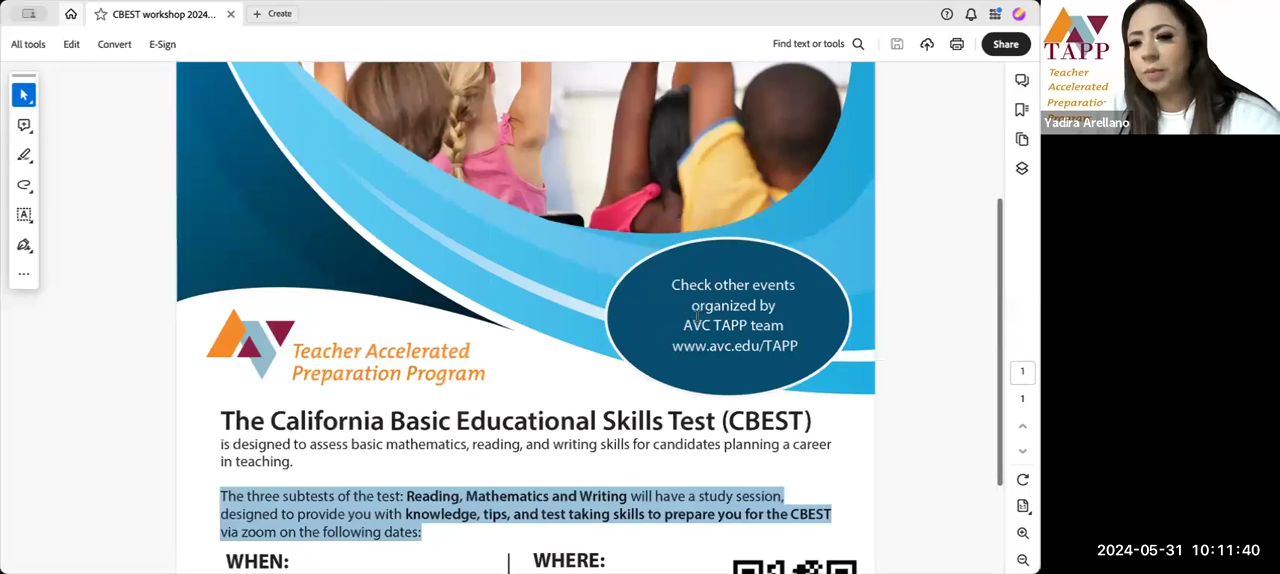 CBEST workshop 2024...
Create
All tools
Edit
Convert
E-Sign
Find text or tools
Share
TAPP
Teacher
Accelerated
Preparatio
Yadira Arellano
Check other events
organized by
AVC TAPP team
www.avc.edu/TAPP
Teacher Accelerated
Preparation Program
The California Basic Educational Skills Test (CBEST)
is designed to assess basic mathematics, reading, and writing skills for candidates planning a career
in teaching.
The three subtests of the test: Reading, Mathematics and Writing will have a study session,
designed to provide you with knowledge, tips, and test taking skills to prepare you for the CBEST
via zoom on the following dates:
WHEN:
WHERE:
1
1
2024-05-31 10:11:40